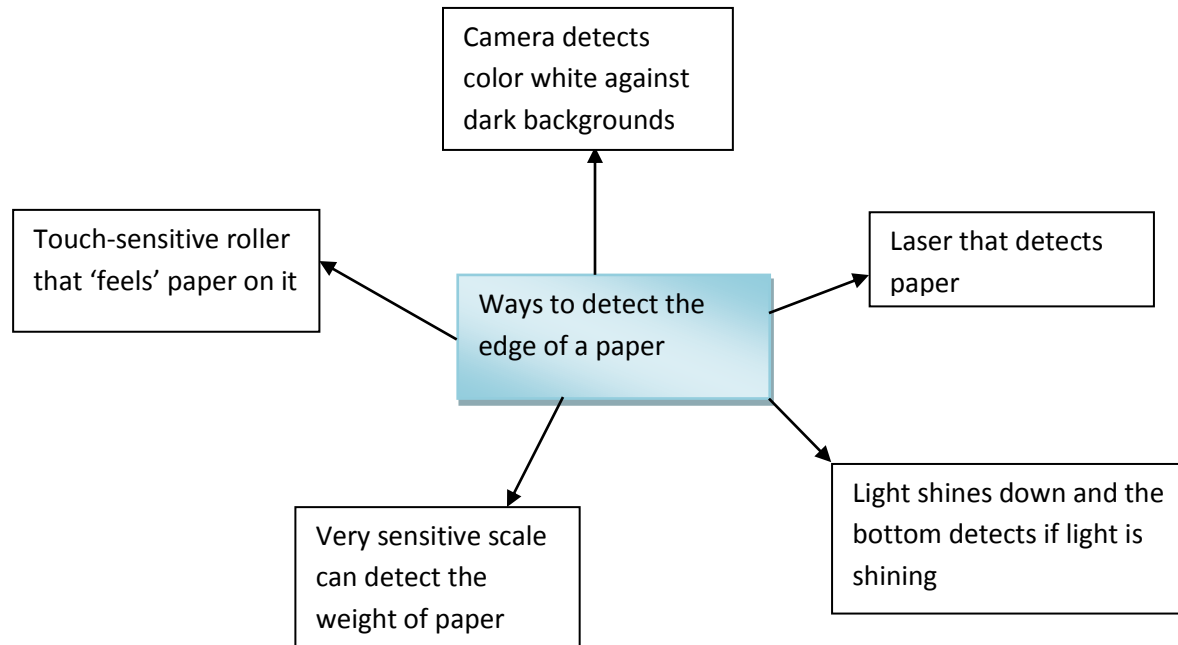 Camera detects
color white against
dark backgrounds
Touch-sensitive roller
that ‘feels’ paper on it
Laser that detects
paper
Ways to detect the
edge of a paper
Light shines down and the
bottom detects if light is
shining
Very sensitive scale
can detect the
weight of paper